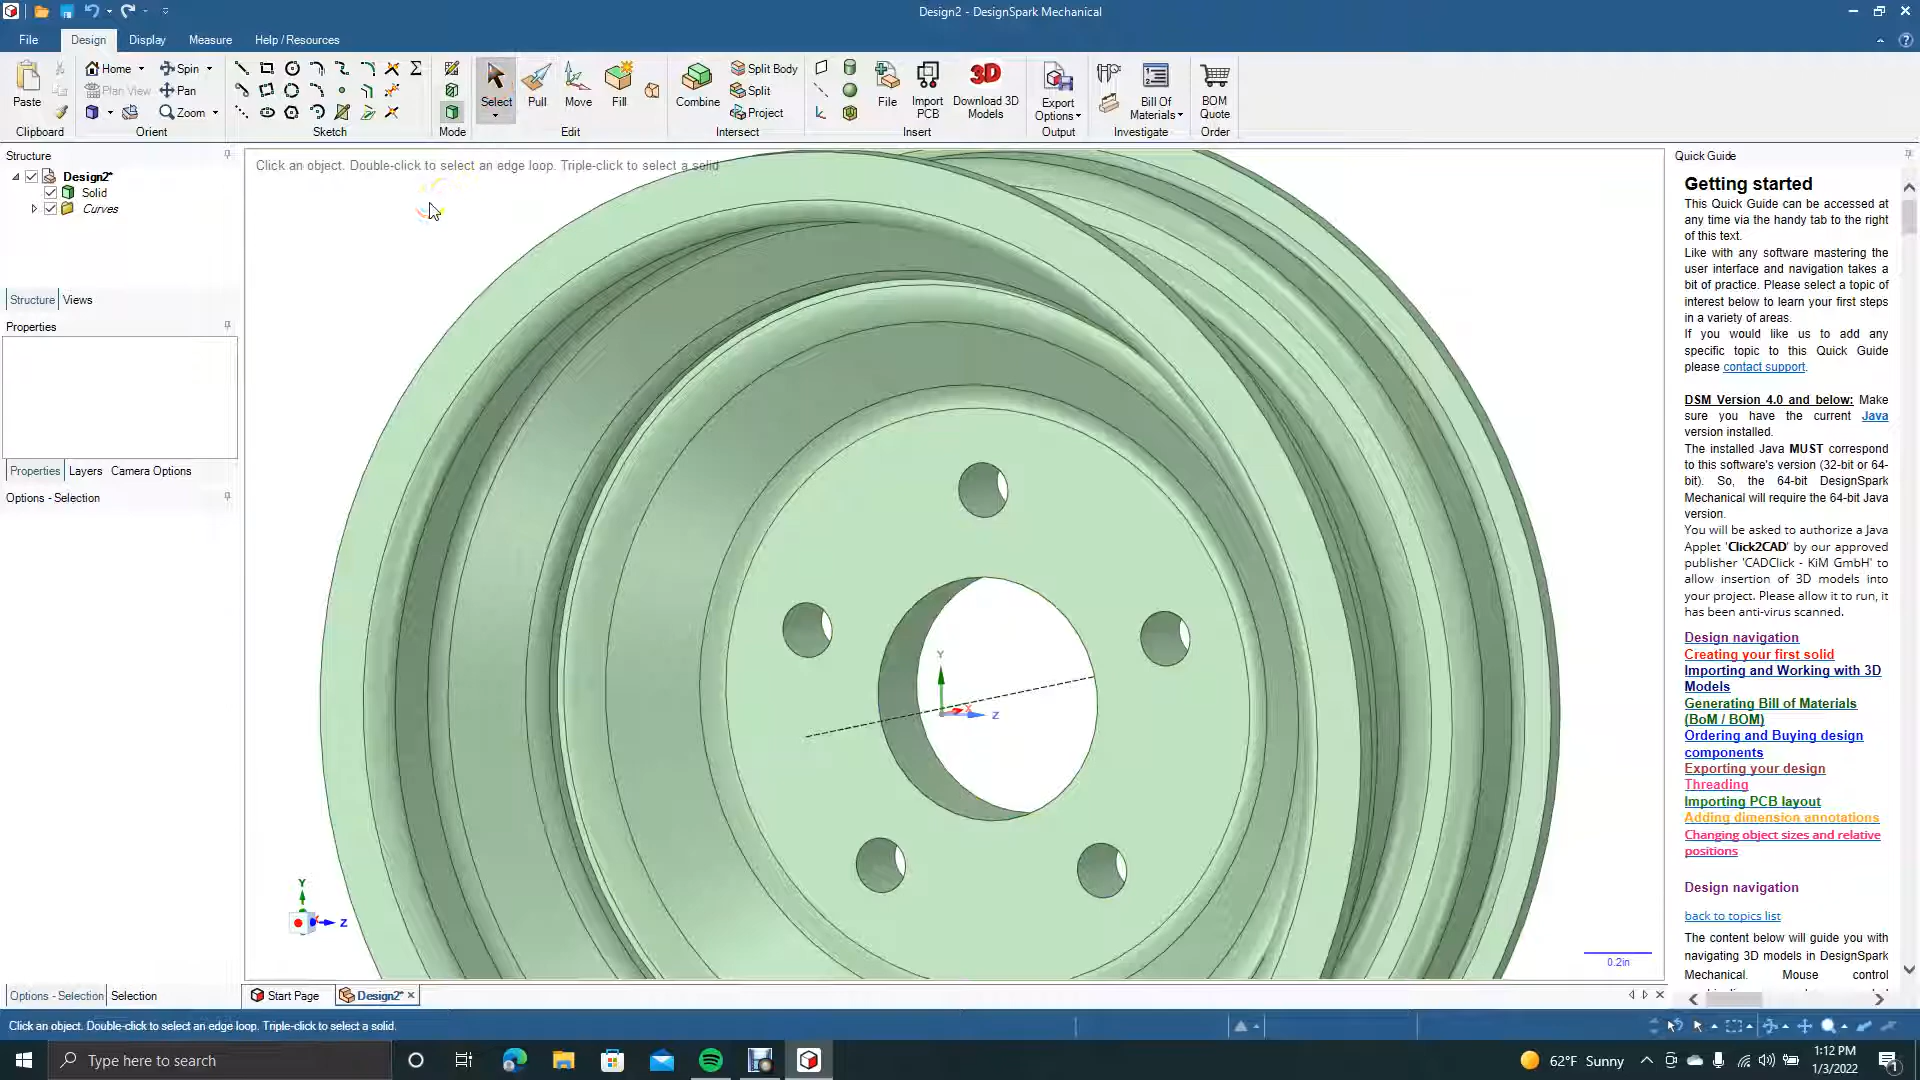 Design2 - DesignSpark Mechanical
File
Design
Display
Measure
Help / Resources
Paste
Clipboard
Home
Plan View
Spin
Pan
Zoom
Orient
Sketch
Mode
Select
Pull
Move
Fill
Edit
Combine
Split Body
Split
Project
Intersect
File
Import PCB
Download 3D Models
Insert
Export Options
Output
Bill Of Materials
Investigate
BOM Quote
Order
Structure
Design2*
Solid
Curves
Structure
Views
Properties
Properties
Layers
Camera Options
Options - Selection
Options - Selection
Selection
Click an object. Double-click to select an edge loop. Triple-click to select a solid
Y
X
Z
Y
Z
0.2in
Start Page
Design2*
Quick Guide
Getting started
This Quick Guide can be accessed at
any time via the handy tab to the right
of this text.
Like with any software mastering the
user interface and navigation takes a
bit of practice. Please select a topic of
interest below to learn your first steps
in a variety of areas.
If you would like us to add any
specific topic to this Quick Guide
please contact support.
DSM Version 4.0 and below: Make
sure you have the current Java
version installed.
The installed Java MUST correspond
to this software's version (32-bit or 64-
bit). So, the 64-bit DesignSpark
Mechanical will require the 64-bit Java
version.
You will be asked to authorize a Java
Applet 'Click2CAD' by our approved
publisher 'CADClick - KiM GmbH' to
allow insertion of 3D models into
your project. Please allow it to run, it
has been anti-virus scanned.
Design navigation
Creating your first solid
Importing and Working with 3D
Models
Generating Bill of Materials
(BoM / BOM)
Ordering and Buying design
components
Exporting your design
Threading
Importing PCB layout
Adding dimension annotations
Changing object sizes and relative
positions
Design navigation
back to topics list
The content below will guide you with
navigating 3D models in DesignSpark
Mechanical. Mouse control
Click an object. Double-click to select an edge loop. Triple-click to select a solid.
Type here to search
62°F Sunny
1:12 PM
1/3/2022